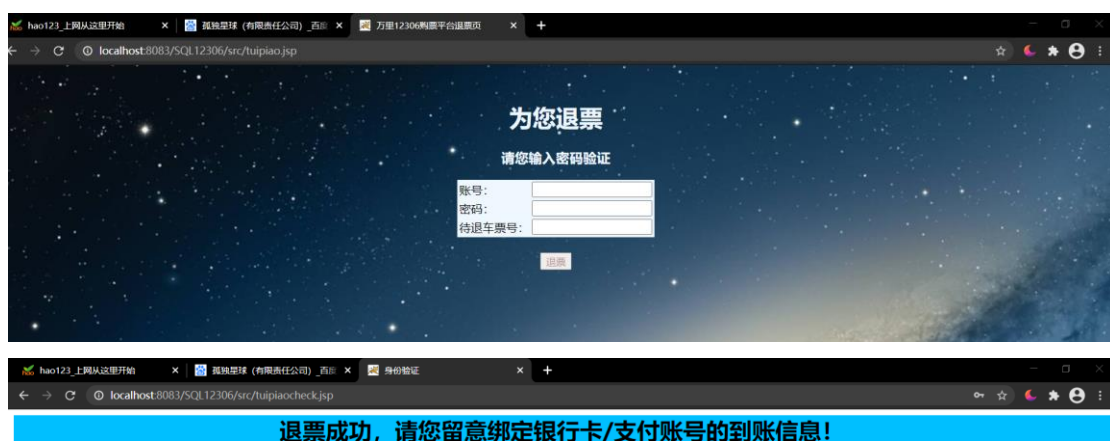 hao123_上网从这里开始 孤独星球 (有限责任公司) _百度 万里12306购票平台退票页
localhost:8083/SQL12306/src/tuipiao.jsp
为您退票
请您输入密码验证
账号:
密码:
待退车票号:
退票
hao123_上网从这里开始 孤独星球 (有限责任公司) _百度 身份验证
localhost:8083/SQL12306/src/tuipiaocheck.jsp
退票成功，请您留意绑定银行卡/支付账号的到账信息!